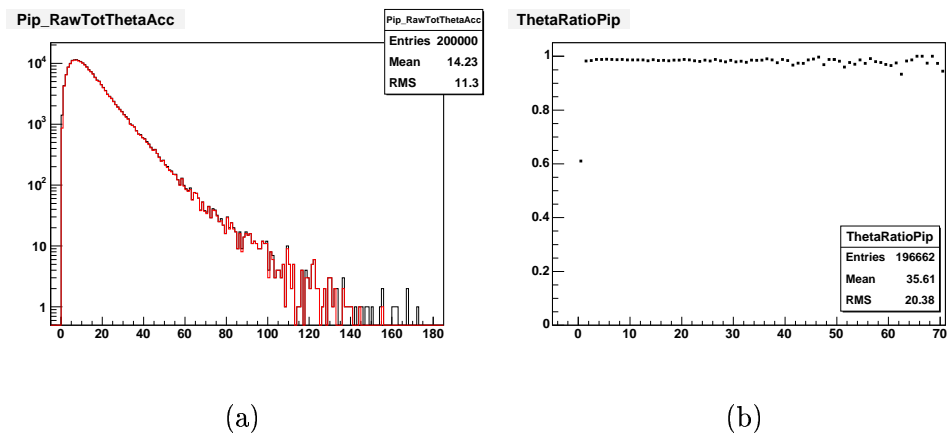 Pip_RawTotThetaAcc
Pip_RawTotThetaAcc
Entries 200000
Mean 14.23
RMS 11.3
10^4
10^3
10^2
10
1
0 20 40 60 80 100 120 140 160 180
(a)
ThetaRatioPip
1
0.8
0.6
0.4
0.2
0
ThetaRatioPip
Entries 196662
Mean 35.61
RMS 20.38
0 10 20 30 40 50 60 70
(b)